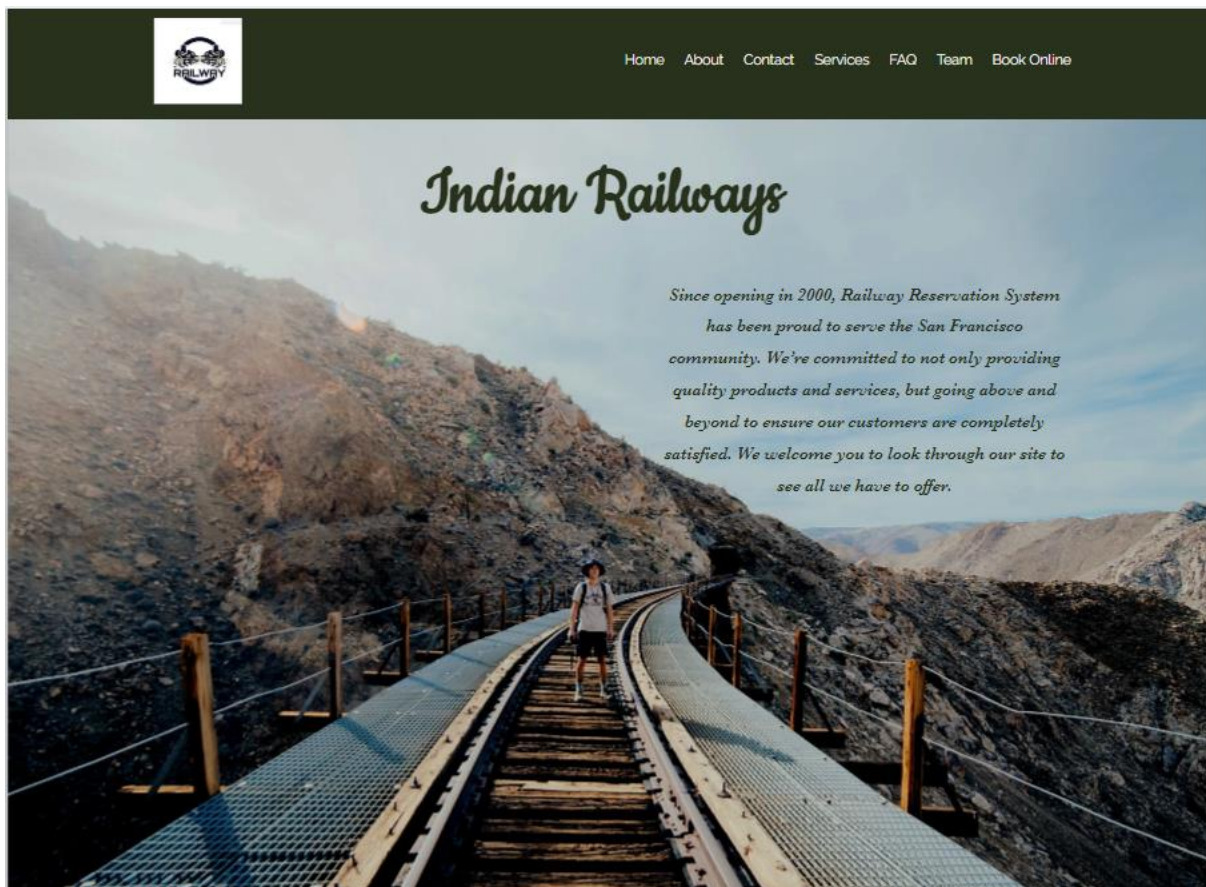 RAILWAY
Home About Contact Services FAQ Team Book Online
Indian Railways
Since opening in 2000, Railway Reservation System
has been proud to serve the San Francisco
community. We're committed to not only providing
quality products and services, but going above and
beyond to ensure our customers are completely
satisfied. We welcome you to look through our site to
see all we have to offer.